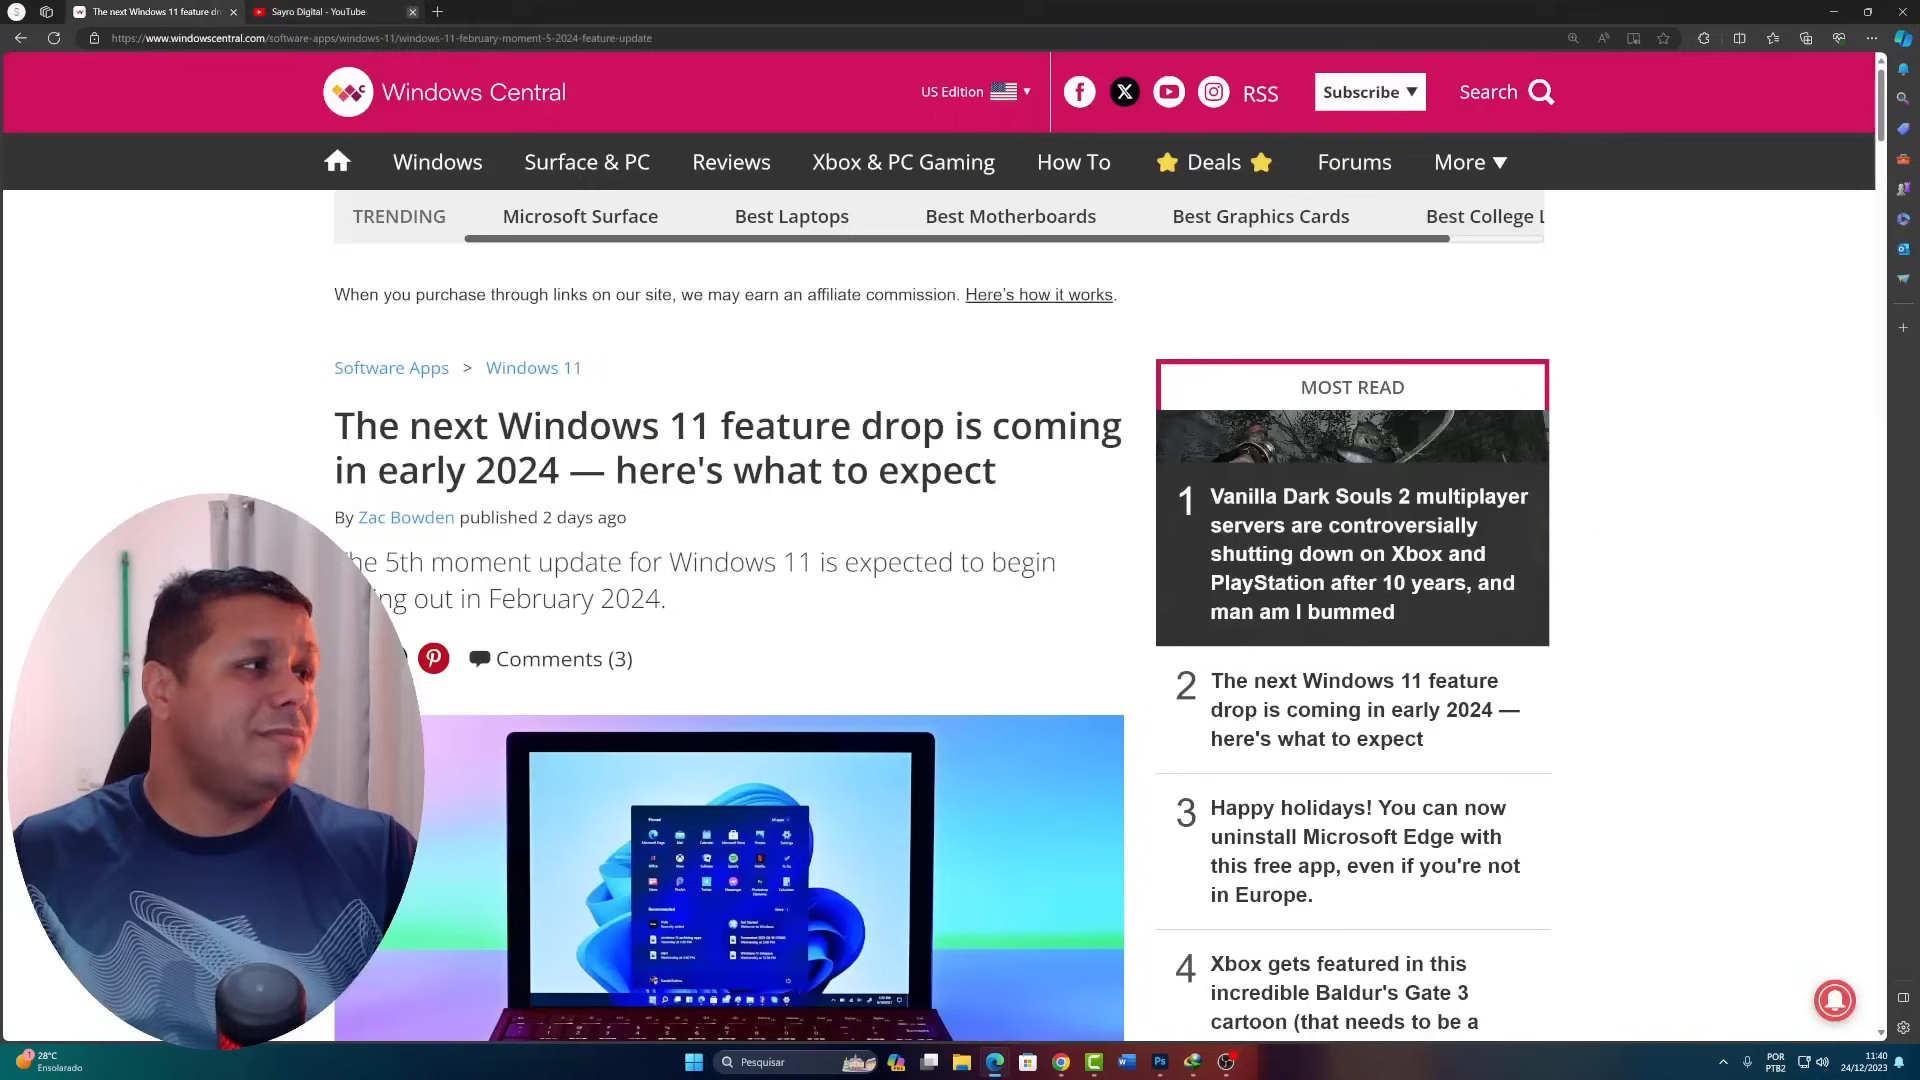 The next Windows 11 feature dr
Sayro Digital - YouTube
https://www.windowscentral.com/software-apps/windows-11/windows-11-february-moment-5-2024-feature-update
Windows Central
US Edition
RSS
Subscribe
Search
Windows
Surface & PC
Reviews
Xbox & PC Gaming
How To
Deals
Forums
More
TRENDING
Microsoft Surface
Best Laptops
Best Motherboards
Best Graphics Cards
Best College L
When you purchase through links on our site, we may earn an affiliate commission. Here's how it works.
Software Apps > Windows 11
The next Windows 11 feature drop is coming
in early 2024 — here's what to expect
By Zac Bowden published 2 days ago
he 5th moment update for Windows 11 is expected to begin
ng out in February 2024.
Comments (3)
MOST READ
1
Vanilla Dark Souls 2 multiplayer
servers are controversially
shutting down on Xbox and
PlayStation after 10 years, and
man am I bummed
2
The next Windows 11 feature
drop is coming in early 2024 —
here's what to expect
3
Happy holidays! You can now
uninstall Microsoft Edge with
this free app, even if you're not
in Europe.
4
Xbox gets featured in this
incredible Baldur's Gate 3
cartoon (that needs to be a
28°C
Ensolarado
Pesquisar
POR
PTB2
11:40
24/12/2023